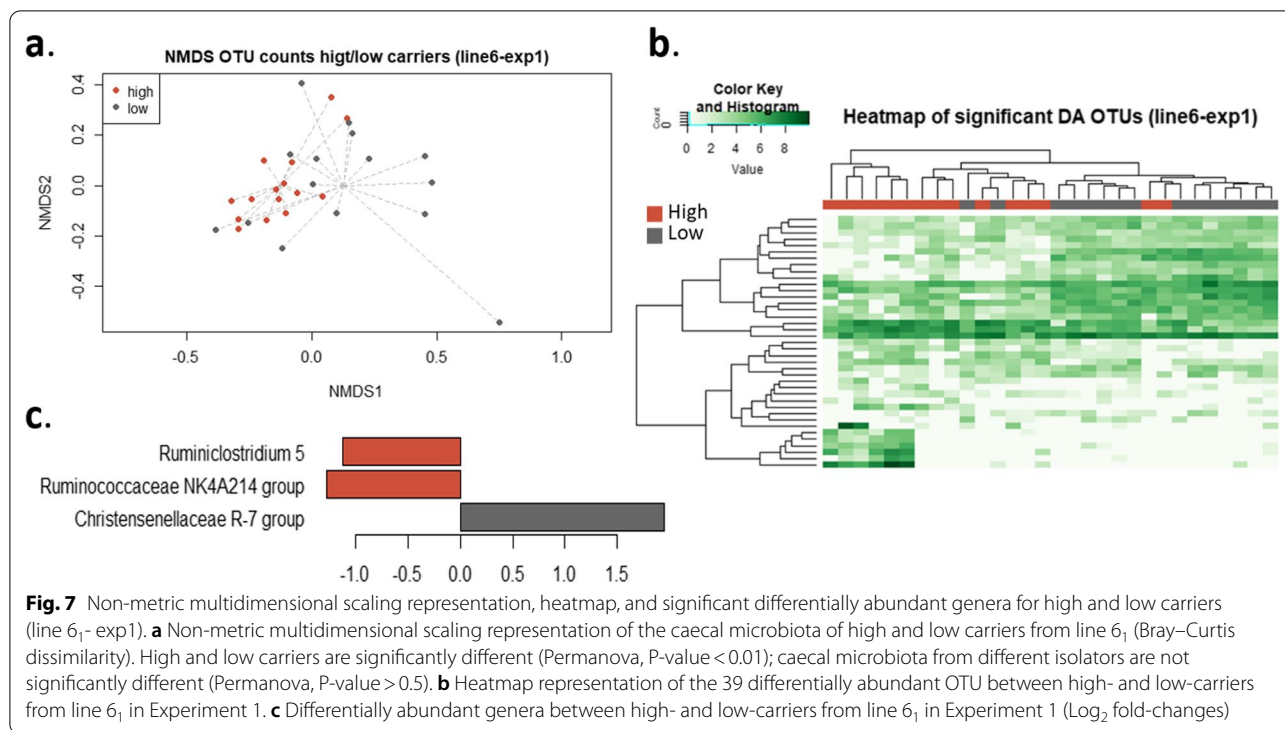 a.
NMDS OTU counts higt/low carriers (line6-exp1)
high
low
NMDS2
0.4
0.2
0.0
-0.2
-0.4
-0.5
0.0
0.5
1.0
NMDS1
b.
Color Key
and Histogram
Count
0
0 2 4 6 8
Value
Heatmap of significant DA OTUs (line6-exp1)
High
Low
c.
Ruminiclostridium 5
Ruminococcaceae NK4A214 group
Christensenellaceae R-7 group
-1.0 -0.5 0.0 0.5 1.0 1.5
Fig. 7 Non-metric multidimensional scaling representation, heatmap, and significant differentially abundant genera for high and low carriers
(line 6₁- exp1). a Non-metric multidimensional scaling representation of the caecal microbiota of high and low carriers from line 6₁ (Bray–Curtis
dissimilarity). High and low carriers are significantly different (Permanova, P-value < 0.01); caecal microbiota from different isolators are not
significantly different (Permanova, P-value > 0.5). b Heatmap representation of the 39 differentially abundant OTU between high- and low-carriers
from line 6₁ in Experiment 1. c Differentially abundant genera between high- and low-carriers from line 6₁ in Experiment 1 (Log₂ fold-changes)